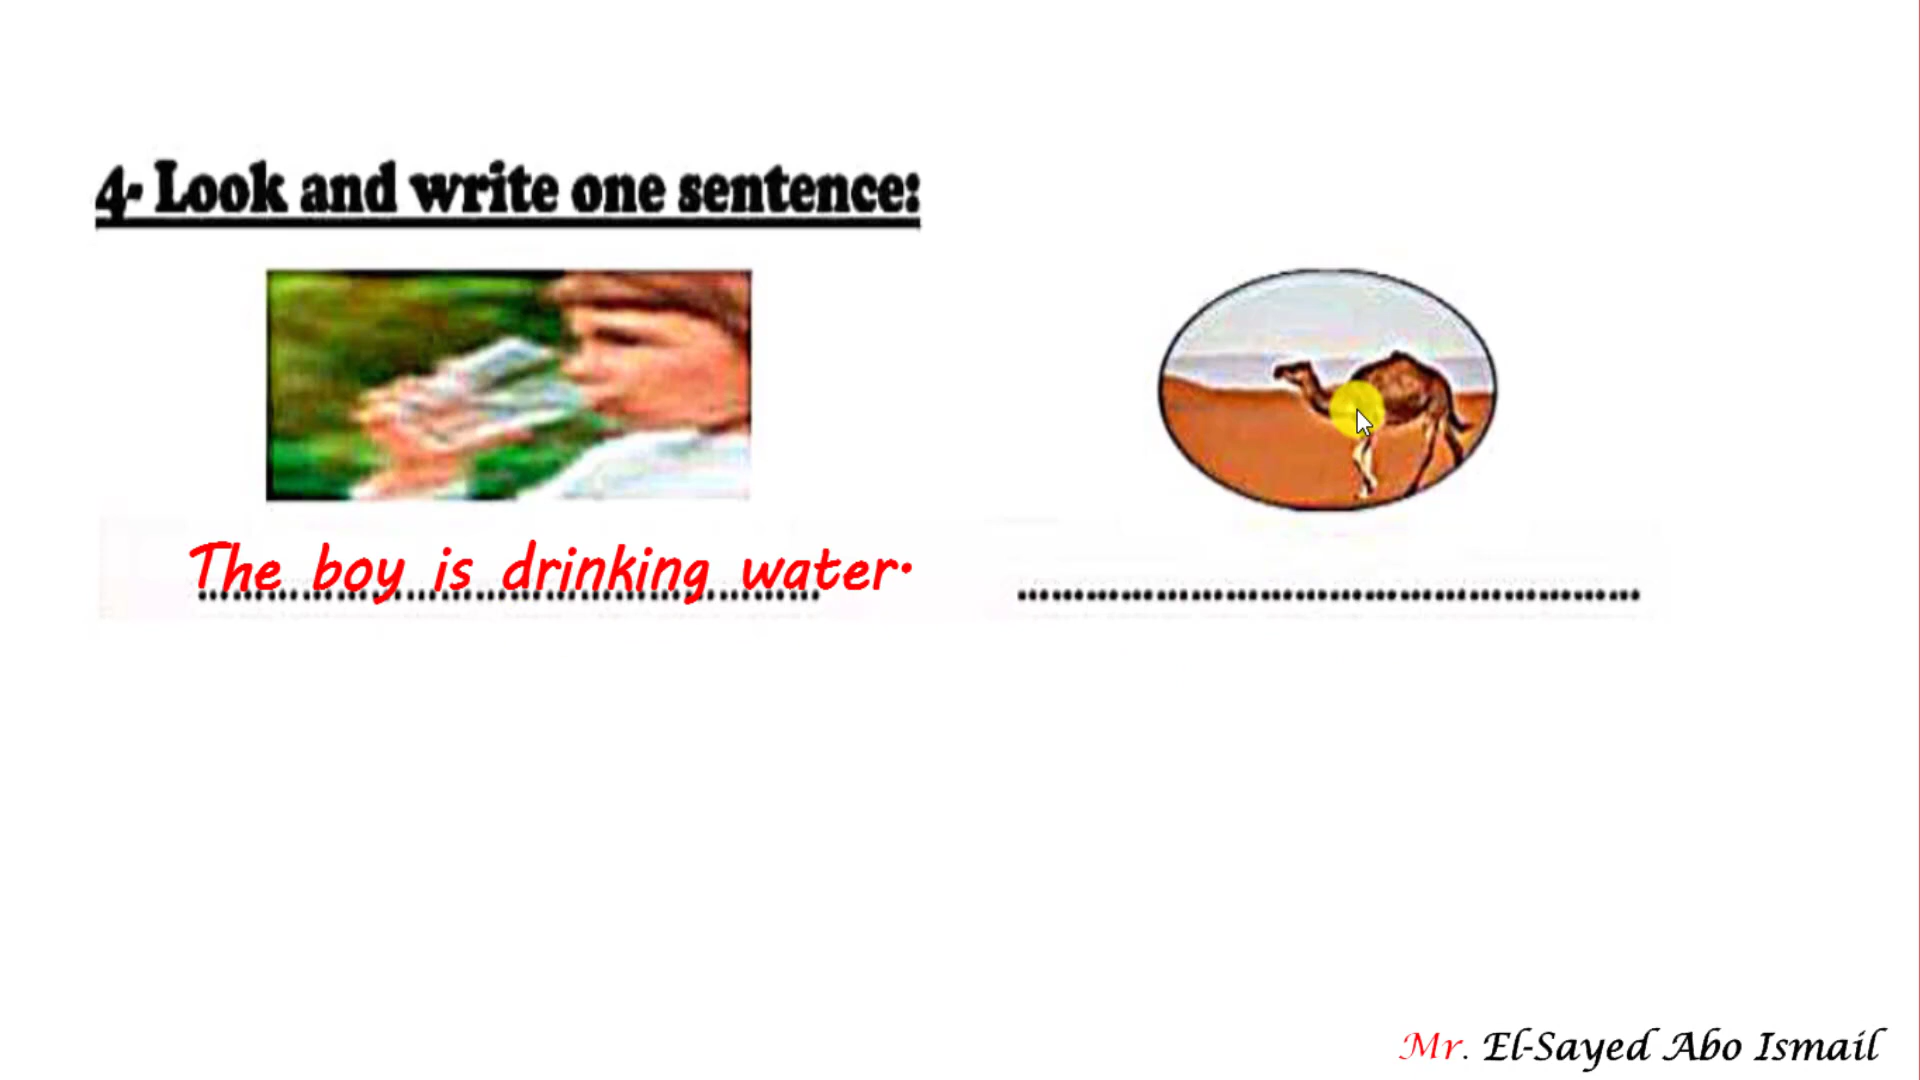 4- Look and write one sentence:
The boy is drinking water.
Mr. El-Sayed Abo Ismail